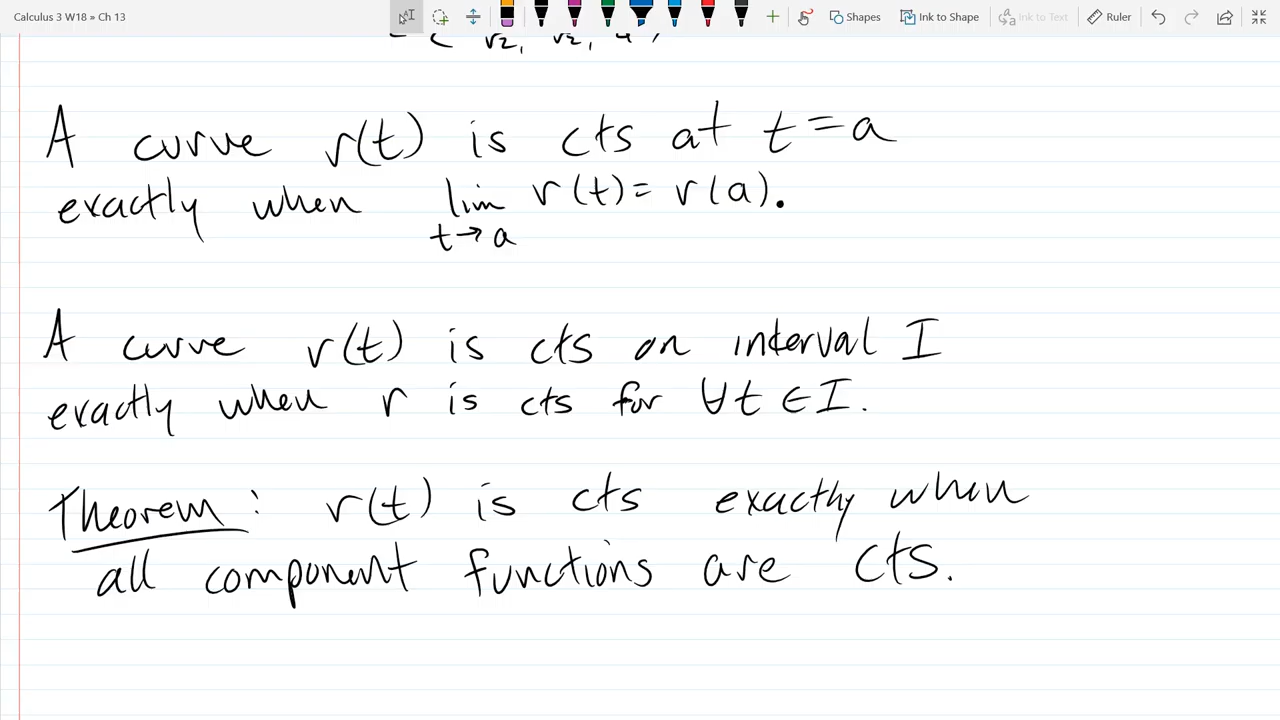 Calculus 3 W18 > Ch 13
Shapes
Ink to Shape
Ink to Text
Ruler
A curve r(t) is cts at t=a
exactly when lim r(t)= r(a).
t→a
A curve r(t) is cts on interval I
exactly when r is cts for ∀t ∈ I.
Theorem: r(t) is cts exactly when
all component functions are cts.